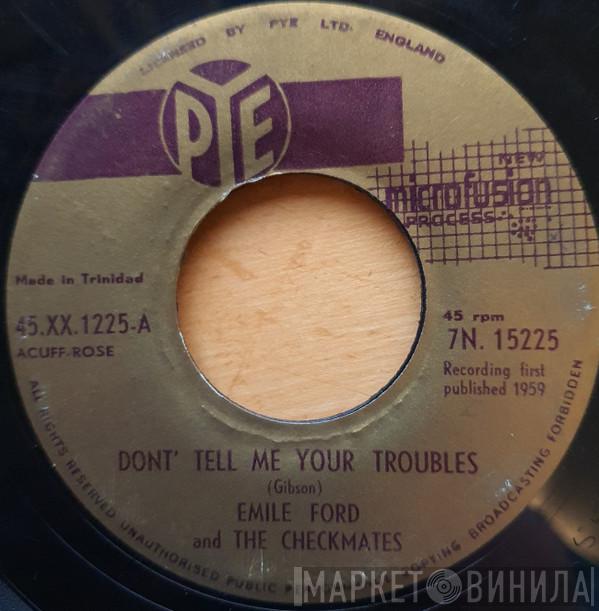 LICENSED BY PYE LTD. ENGLAND
PYE
NEW
microfusion
PROCESS
Made in Trinidad
45.XX.1225-A
ACUFF-ROSE
45 rpm
7N. 15225
Recording first
published 1959
DONT' TELL ME YOUR TROUBLES
(Gibson)
EMILE FORD
and THE CHECKMATES
ALL RIGHTS RESERVED UNAUTHORISED PUBLIC COPYING BROADCASTING FORBIDDEN
МАРКЕТ ВИНИЛА